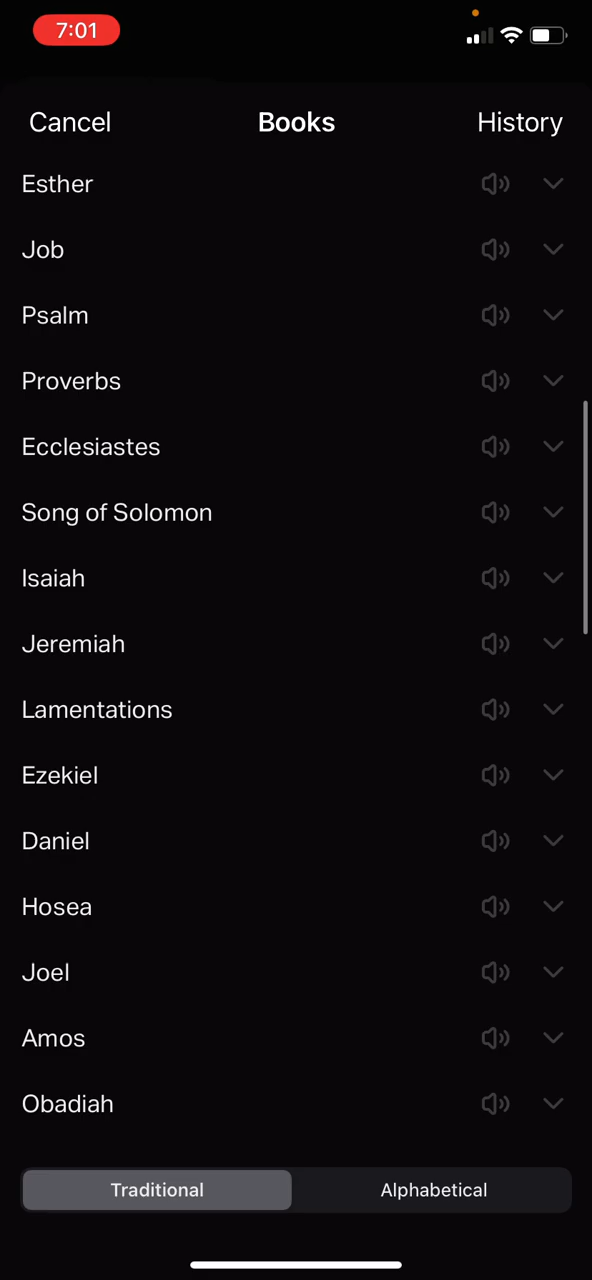 7:01
Cancel Books History
Esther
Job
Psalm
Proverbs
Ecclesiastes
Song of Solomon
Isaiah
Jeremiah
Lamentations
Ezekiel
Daniel
Hosea
Joel
Amos
Obadiah
Traditional Alphabetical